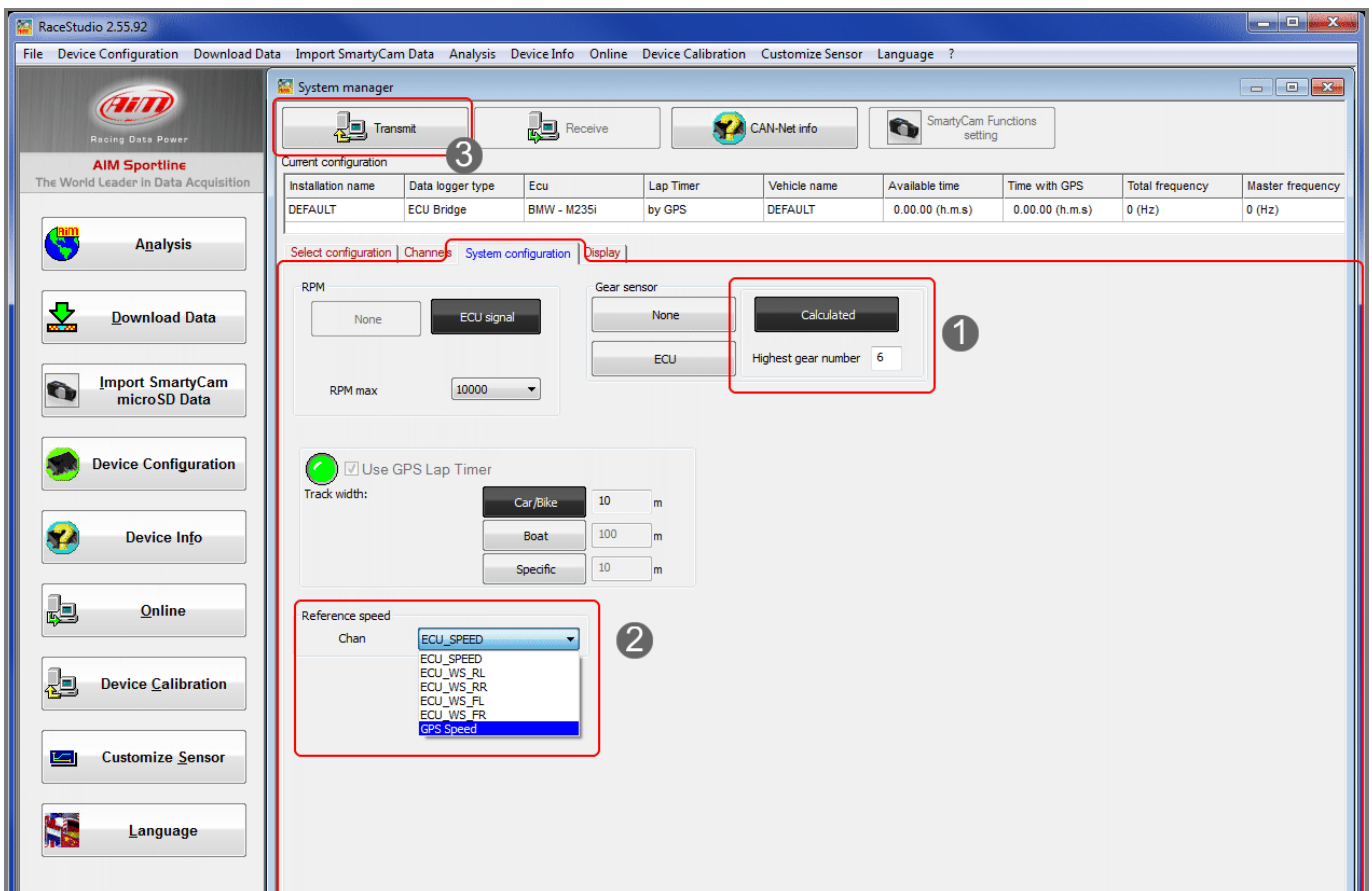 RaceStudio 2.55.92
File Device Configuration Download Data Import SmartyCam Data Analysis Device Info Online Device Calibration Customize Sensor Language ?
AiM
Racing Data Power
AIM Sportline
The World Leader in Data Acquisition
Analysis
Download Data
Import SmartyCam
microSD Data
Device Configuration
Device Info
Online
Device Calibration
Customize Sensor
Language
System manager
Transmit
Receive
CAN-Net info
SmartyCam Functions
setting
3
Current configuration
Installation name Data logger type Ecu Lap Timer Vehicle name Available time Time with GPS Total frequency Master frequency
DEFAULT ECU Bridge BMW - M235i by GPS DEFAULT 0.00.00 (h.m.s) 0.00.00 (h.m.s) 0 (Hz) 0 (Hz)
Select configuration Channels System configuration Display
RPM
None ECU signal
RPM max 10000
Gear sensor
None Calculated
ECU Highest gear number 6
1
Use GPS Lap Timer
Track width:
Car/Bike 10 m
Boat 100 m
Specific 10 m
Reference speed
Chan ECU_SPEED
2
ECU_SPEED
ECU_WS_RL
ECU_WS_RR
ECU_WS_FL
ECU_WS_FR
GPS Speed